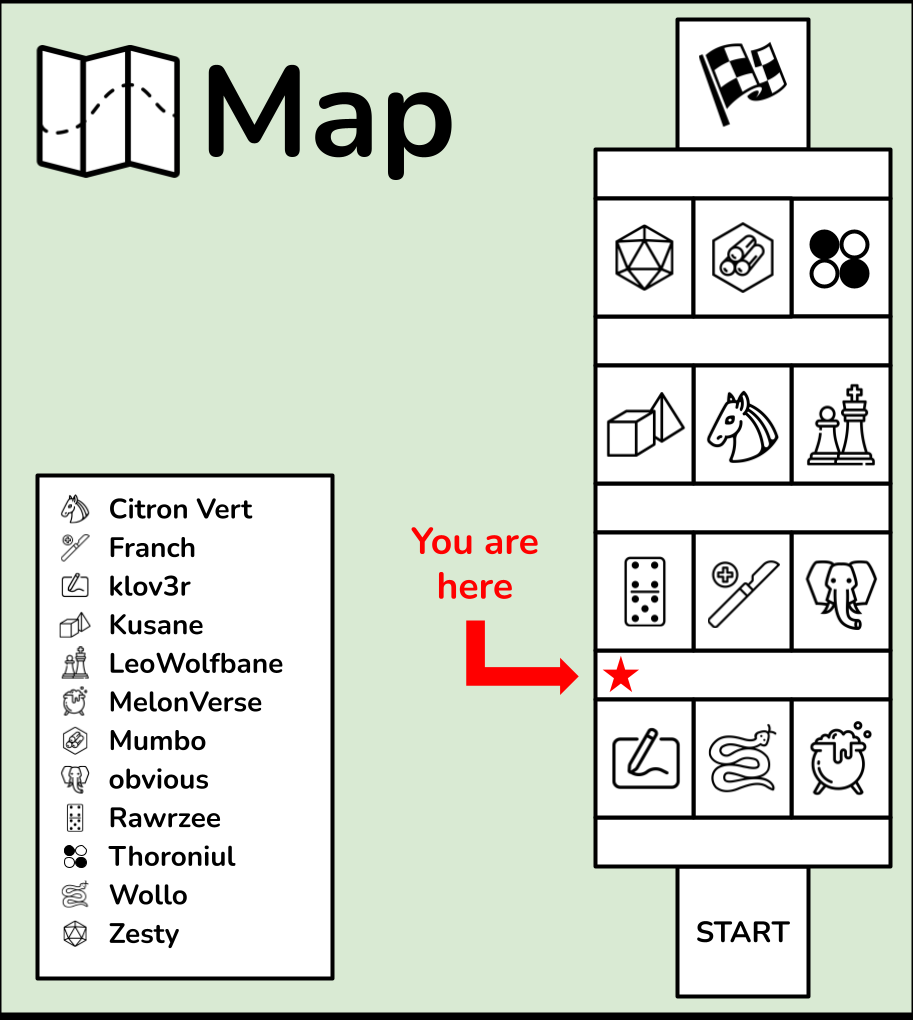 Map
Citron Vert
Franch
klov3r
Kusane
LeoWolfbane
MelonVerse
Mumbo
obvious
Rawrzee
Thoroniul
Wollo
Zesty
You are
here
START